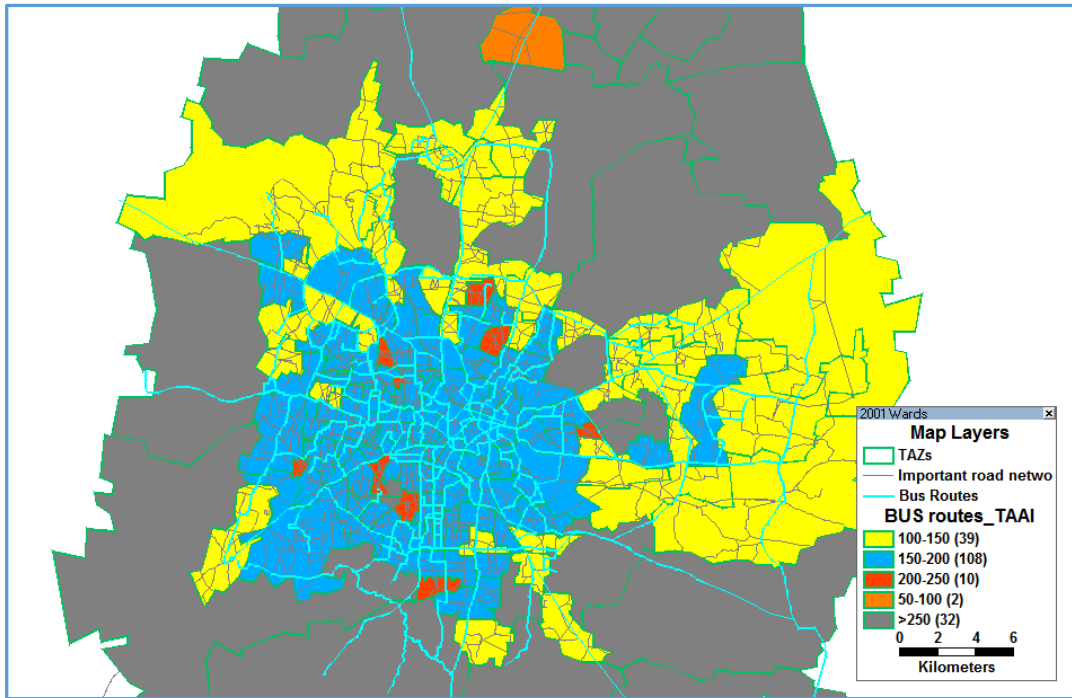 2001 Wards
Map Layers
TAZs
Important road netwo
Bus Routes
BUS routes_TAAI
100-150 (39)
150-200 (108)
200-250 (10)
50-100 (2)
>250 (32)
0 2 4 6
Kilometers